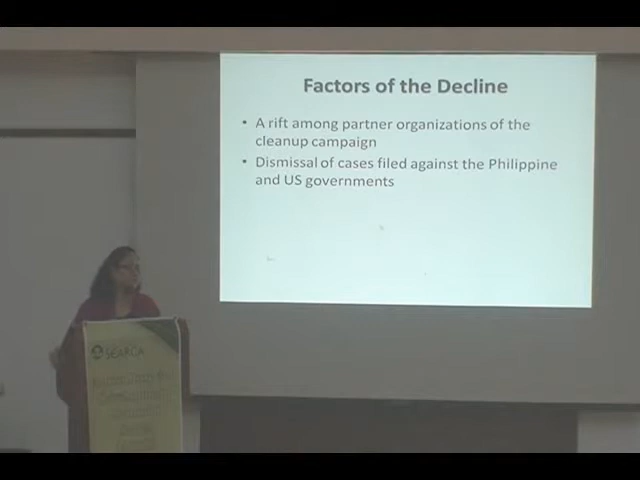 Factors of the Decline
• A rift among partner organizations of the
cleanup campaign
• Dismissal of cases filed against the Philippine
and US governments
SEARCA